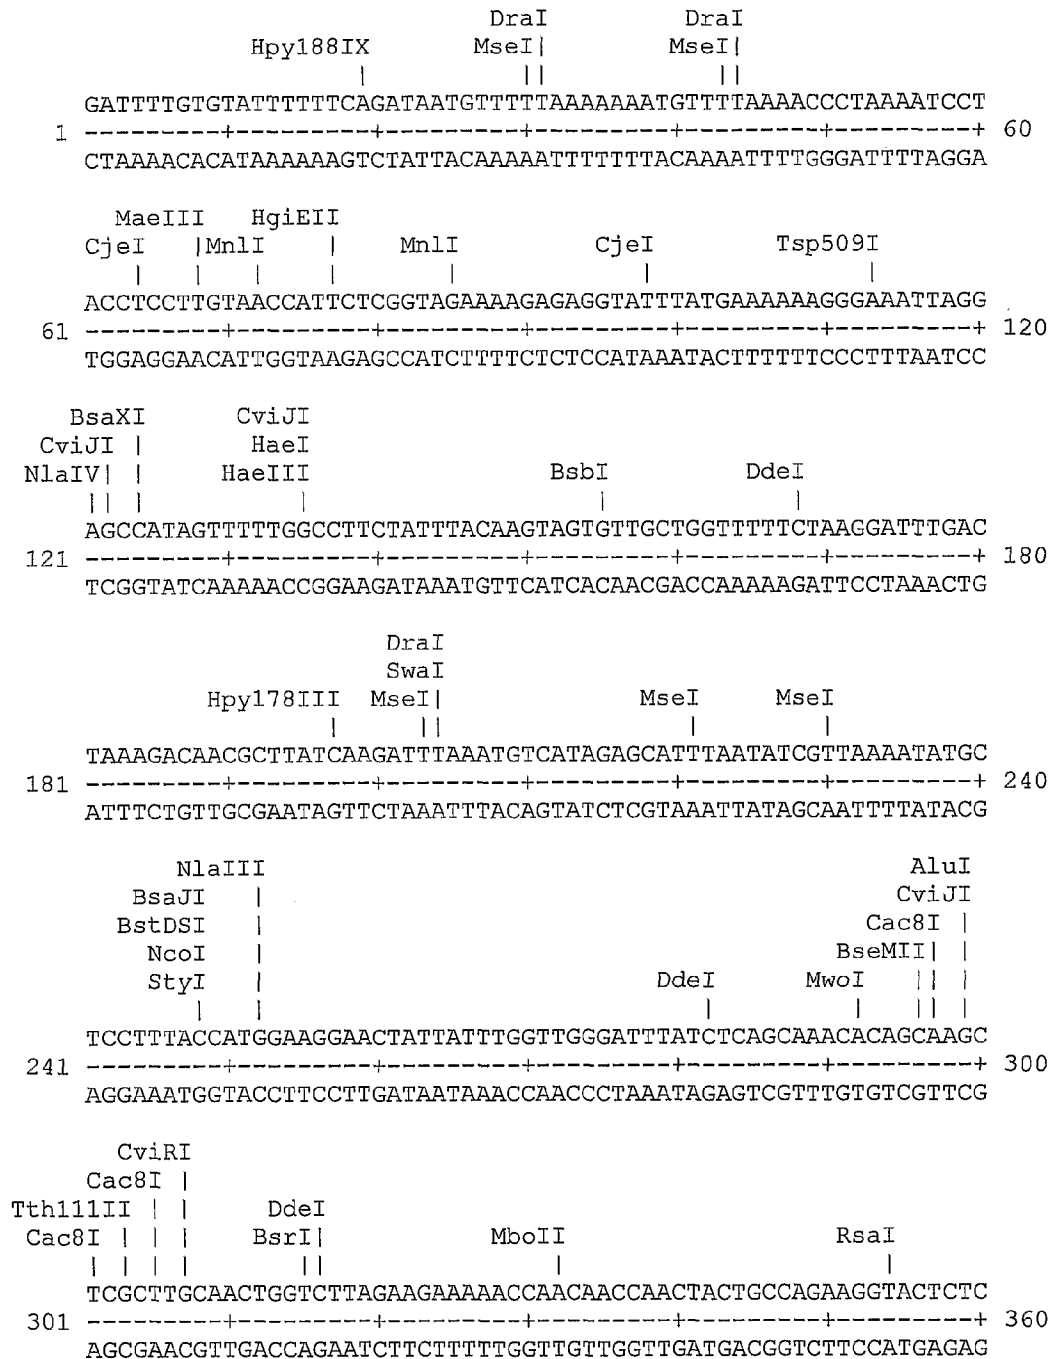 DraI DraI
Hpy188IX MseI| MseI|
| || ||
GATTTTGTGTATTTTTTCAGATAATGTTTTTAAAAAAATGTTTTAAAACCCTAAAATCCT
1 ---------+---------+---------+---------+---------+---------+ 60
CTAAAACACATAAAAAAGTCTATTACAAAAATTTTTTTACAAAATTTTGGGATTTTAGGA
MaeIII HgiEII
CjeI |MnlI | MnlI CjeI Tsp509I
| | | | | | |
ACCTCCTTGTAACCATTCTCGGTAGAAAAGAGAGGTATTTATGAAAAAAGGGAAATTAGG
61 ---------+---------+---------+---------+---------+---------+ 120
TGGAGGAACATTGGTAAGAGCCATCTTTTCTCTCCATAAATACTTTTTTCCCTTTAATCC
BsaXI CviJI
CviJI | HaeI
NlaIV| | HaeIII BsbI DdeI
|| | | | |
AGCCATAGTTTTTGGCCTTCTATTTACAAGTAGTGTTGCTGGTTTTTCTAAGGATTTGAC
121 ---------+---------+---------+---------+---------+---------+ 180
TCGGTATCAAAAACCGGAAGATAAATGTTCATCACAACGACCAAAAAGATTCCTAAACTG
DraI
SwaI
Hpy178III MseI| MseI MseI
| || | |
TAAAGACAACGCTTATCAAGATTTAAATGTCATAGAGCATTTAATATCGTTAAAATATGC
181 ---------+---------+---------+---------+---------+---------+ 240
ATTTCTGTTGCGAATAGTTCTAAATTTACAGTATCTCGTAAATTATAGCAATTTTATACG
NlaIII AluI
BsaJI | CviJI
BstDSI | Cac8I |
NcoI | BseMII| |
StyI | DdeI MwoI || |
| | | | || |
TCCTTTACCATGGAAGGAACTATTATTTGGTTGGGATTTATCTCAGCAAACACAGCAAGC
241 ---------+---------+---------+---------+---------+---------+ 300
AGGAAATGGTACCTTCCTTGATAATAAACCAACCCTAAATAGAGTCGTTTGTGTCGTTCG
CviRI
Cac8I |
Tth111II | | DdeI
Cac8I | | | BsrI| MboII RsaI
| | | | || | |
TCGCTTGCAACTGGTCTTAGAAGAAAAACCAACAACCAACTACTGCCAGAAGGTACTCTC
301 ---------+---------+---------+---------+---------+---------+ 360
AGCGAACGTTGACCAGAATCTTCTTTTTGGTTGTTGGTTGATGACGGTCTTCCATGAGAG